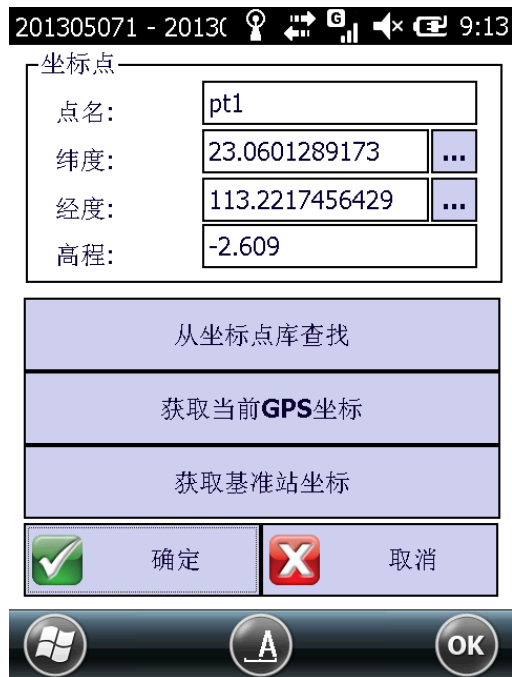 201305071 - 2013( G 9:13
坐标点
点名: pt1
纬度: 23.0601289173 ...
经度: 113.2217456429 ...
高程: -2.609
从坐标点库查找
获取当前GPS坐标
获取基准站坐标
确定 取消
A OK